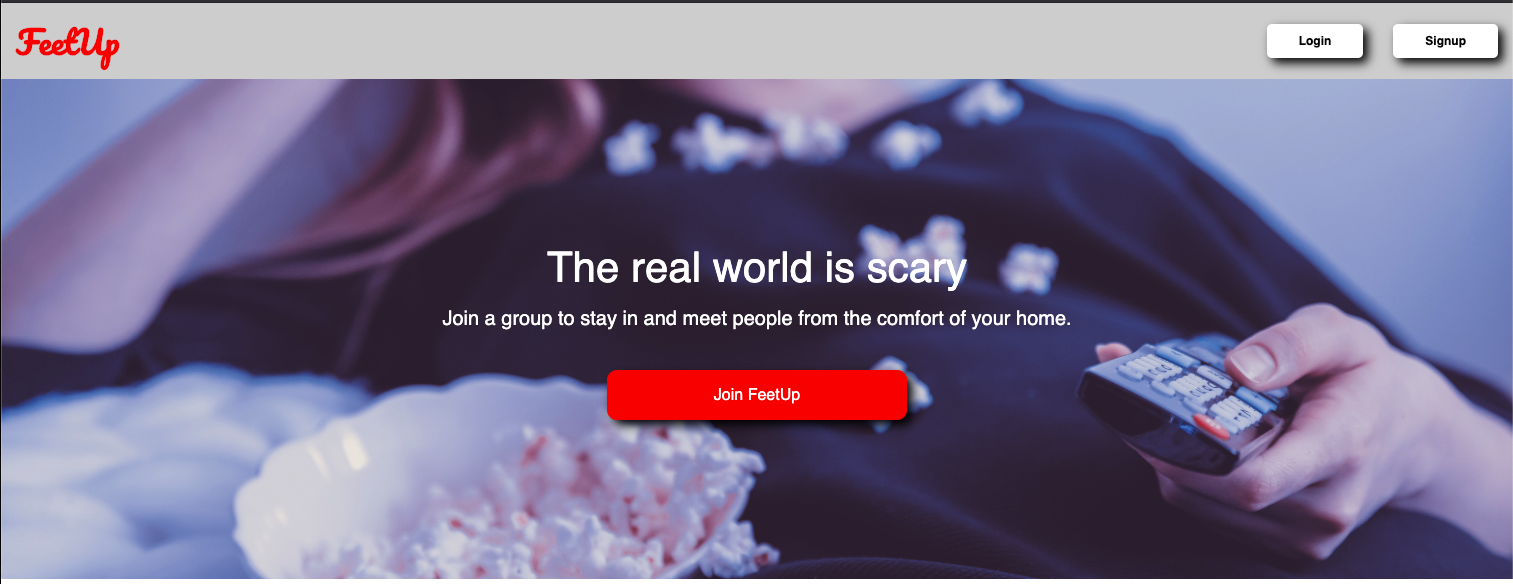 FeetUp
Login
Signup
The real world is scary
Join a group to stay in and meet people from the comfort of your home.
Join FeetUp